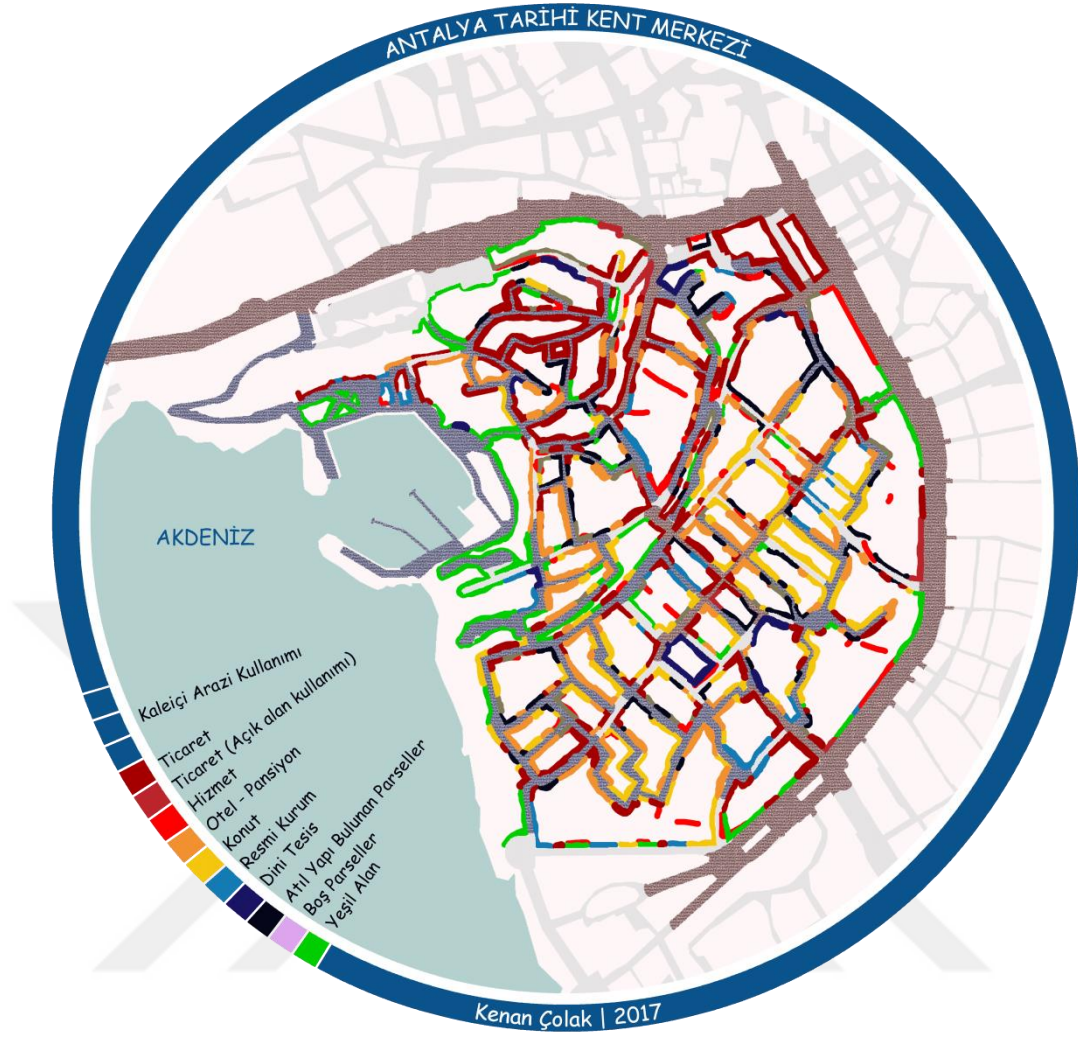 ANTALYA TARİHİ KENT MERKEZİ
AKDENİZ
Kaleiçi Arazi Kullanımı
Ticaret
Ticaret (Açık alan kullanımı)
Hizmet
Otel - Pansiyon
Konut
Resmi Kurum
Dini Tesis
Atıl Yapı Bulunan Parseller
Boş Parseller
Yeşil Alan
Kenan Çolak | 2017